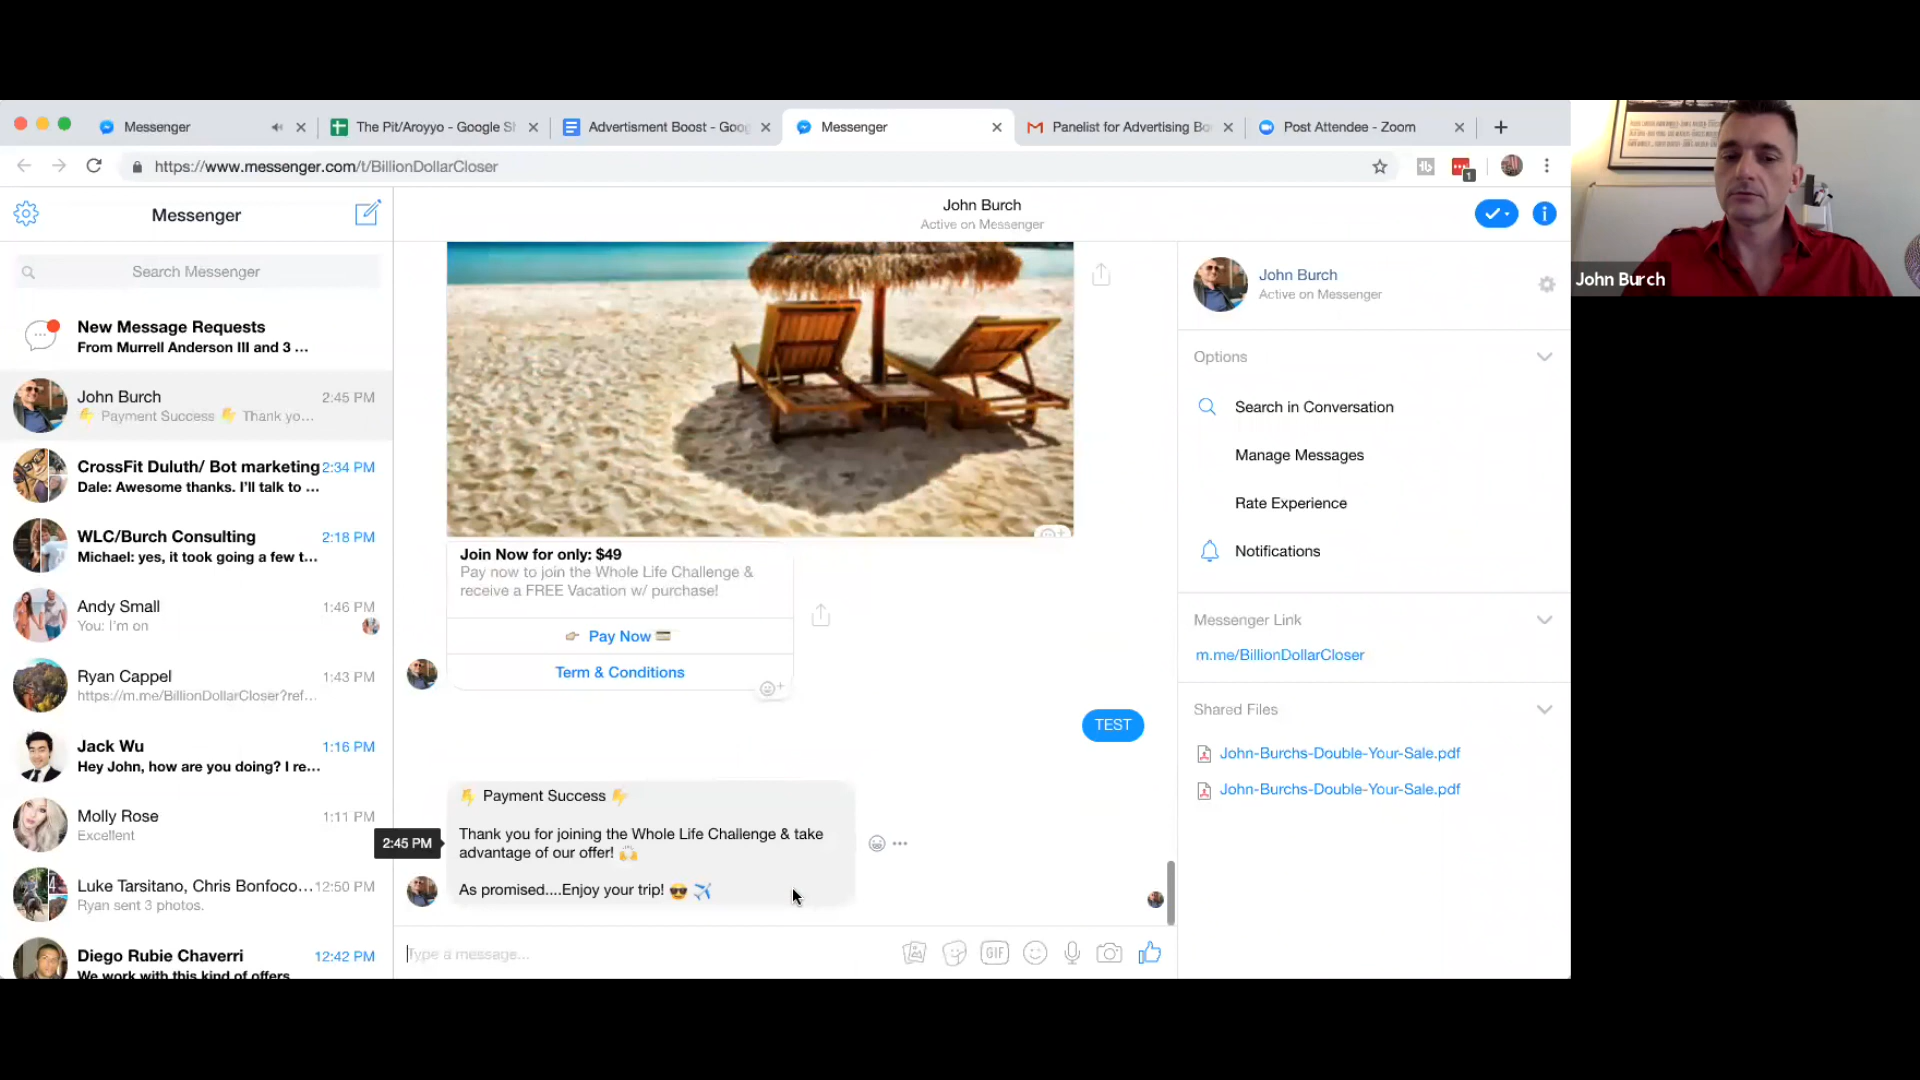 Messenger
The Pit/Aroyyo - Google S
Advertisment Boost - Goo
Messenger
Panelist for Advertising Bo
Post Attendee - Zoom
https://www.messenger.com/t/BillionDollarCloser
1
Messenger
Search Messenger
New Message Requests
From Murrell Anderson III and 3 ...
John Burch
2:45 PM
Payment Success Thank yo...
CrossFit Duluth/ Bot marketing
2:34 PM
Dale: Awesome thanks. I'll talk to ...
WLC/Burch Consulting
2:18 PM
Michael: yes, it took going a few t...
Andy Small
1:46 PM
You: I'm on
Ryan Cappel
1:43 PM
https://m.me/BillionDollarCloser?ref...
Jack Wu
1:16 PM
Hey John, how are you doing? I re...
Molly Rose
1:11 PM
Excellent
Luke Tarsitano, Chris Bonfoco...
12:50 PM
Ryan sent 3 photos.
Diego Rubie Chaverri
12:42 PM
We work with this kind of offers
John Burch
Active on Messenger
Join Now for only: $49
Pay now to join the Whole Life Challenge &
receive a FREE Vacation w/ purchase!
👉 Pay Now 💳
Term & Conditions
TEST
2:45 PM
👇 Payment Success 👇
Thank you for joining the Whole Life Challenge & take
advantage of our offer! 🙌
As promised....Enjoy your trip! 😎 ✈️
Type a message...
GIF
John Burch
Active on Messenger
Options
Search in Conversation
Manage Messages
Rate Experience
Notifications
Messenger Link
m.me/BillionDollarCloser
Shared Files
John-Burchs-Double-Your-Sale.pdf
John-Burchs-Double-Your-Sale.pdf
John Burch